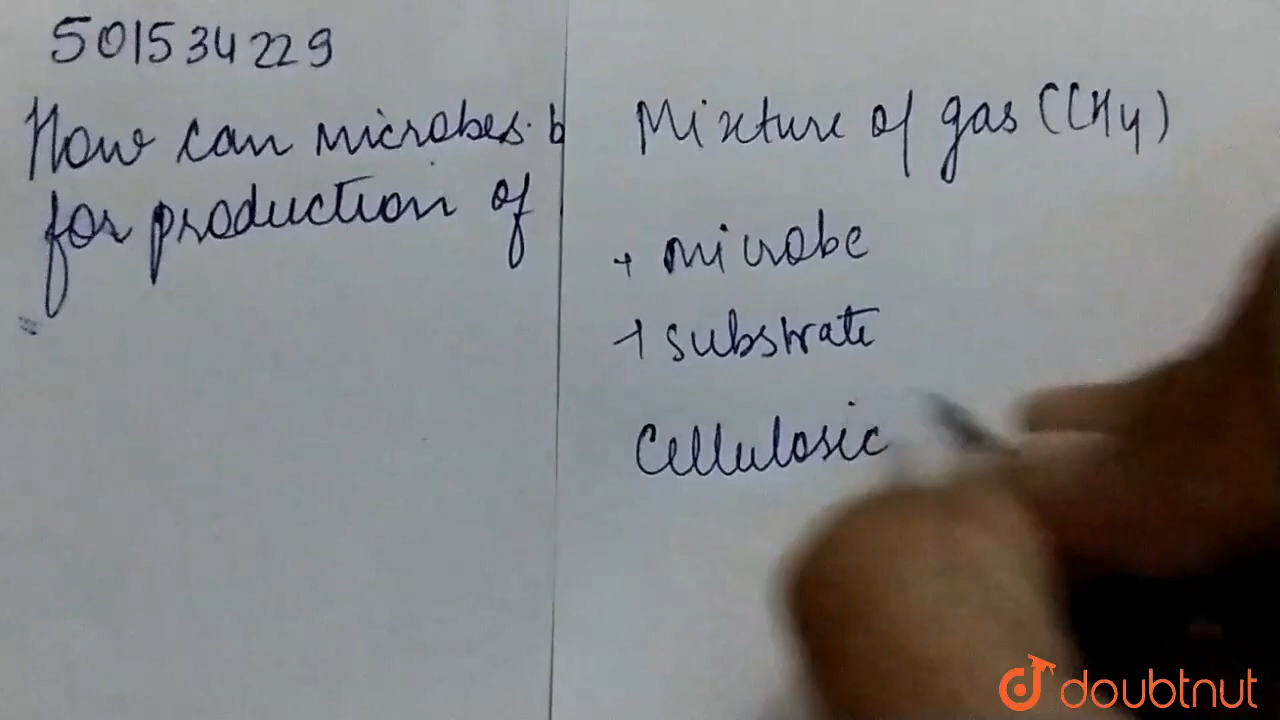 501534229
How can microbes b
for production of
Mixture of gas (CH4)
+ microbe
+ substrate
Cellulosic
doubtnut